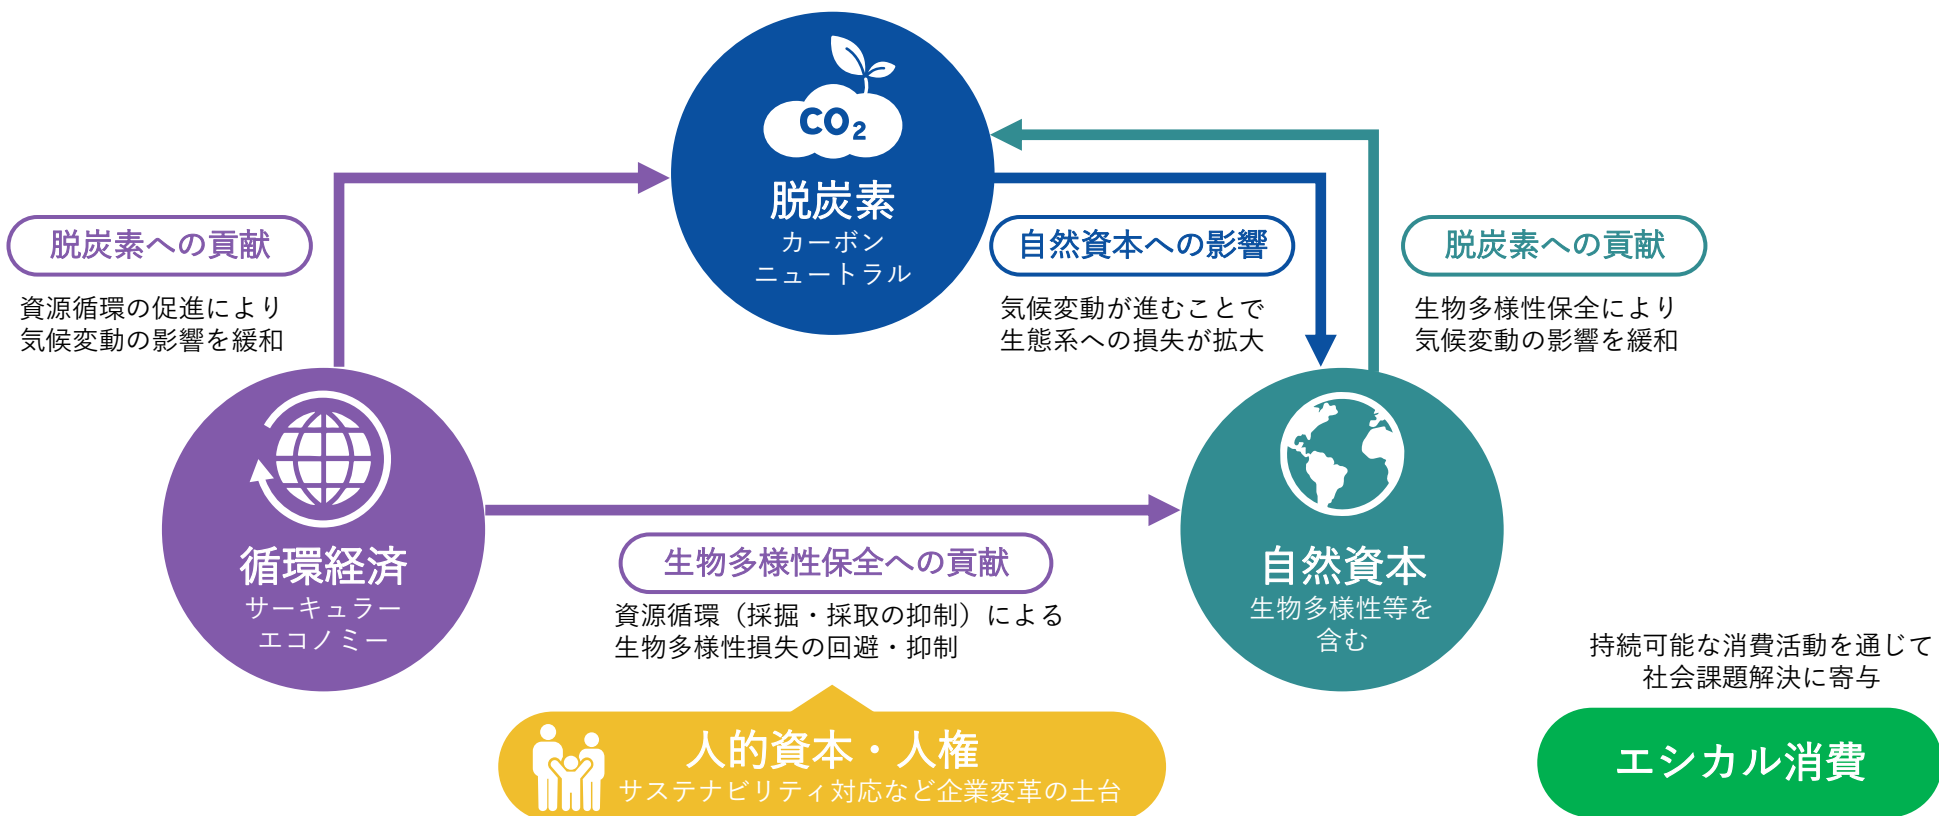 CO2
脱炭素
カーボン
ニュートラル
脱炭素への貢献
資源循環の促進により
気候変動の影響を緩和
自然資本への影響
気候変動が進むことで
生態系への損失が拡大
脱炭素への貢献
生物多様性保全により
気候変動の影響を緩和
循環経済
サーキュラー
エコノミー
生物多様性保全への貢献
資源循環（採掘・採取の抑制）による
生物多様性損失の回避・抑制
自然資本
生物多様性等を
含む
人的資本・人権
サステナビリティ対応など企業変革の土台
持続可能な消費活動を通じて
社会課題解決に寄与
エシカル消費